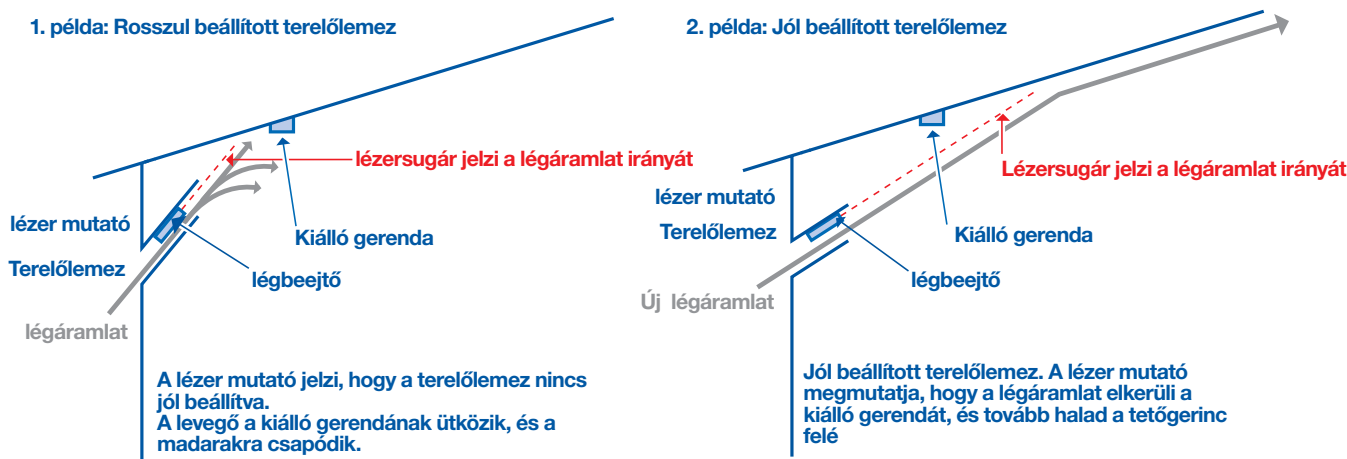 1. példa: Rosszul beállított terelőlemez
lézersugár jelzi a légáramlat irányát
lézer mutató
Kiálló gerenda
Terelőlemez
légbeejtő
légáramlat
A lézer mutató jelzi, hogy a terelőlemez nincs
jól beállítva.
A levegő a kiálló gerendának ütközik, és a
madarakra csapódik.
2. példa: Jól beállított terelőlemez
Lézersugár jelzi a légáramlat irányát
lézer mutató
Terelőlemez
Kiálló gerenda
légbeejtő
Új légáramlat
Jól beállított terelőlemez. A lézer mutató
megmutatja, hogy a légáramlat elkerüli a
kiálló gerendát, és tovább halad a tetőgerinc
felé